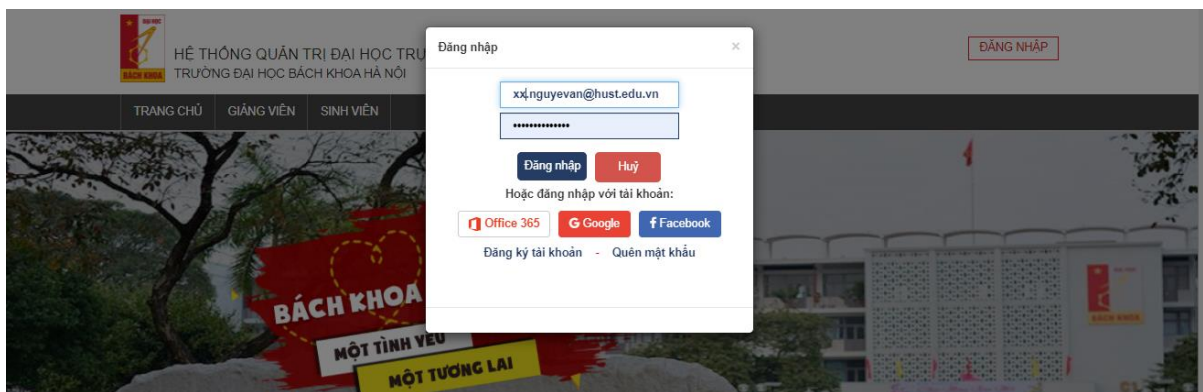 ĐẠI HỌC
BÁCH KHOA
HỆ THỐNG QUẢN TRỊ ĐẠI HỌC TRỰ
TRƯỜNG ĐẠI HỌC BÁCH KHOA HÀ NỘI
ĐĂNG NHẬP
TRANG CHỦ GIẢNG VIÊN SINH VIÊN
Đăng nhập ×
xx.nguyevan@hust.edu.vn
••••••••••••••
Đăng nhập Huỷ
Hoặc đăng nhập với tài khoản:
Office 365 G Google f Facebook
Đăng ký tài khoản - Quên mật khẩu
BÁCH KHOA
MỘT TÌNH YÊU
MỘT TƯƠNG LAI
BÁCH KHOA